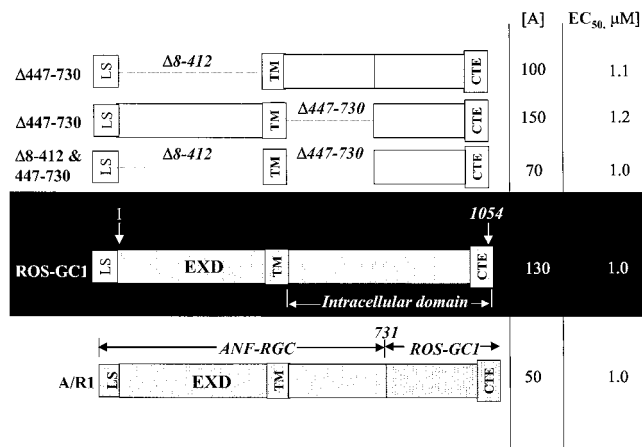 [A] EC50, μM]
Δ447-730 LS Δ8-412 TM CTE 100 1.1
Δ447-730 LS TM Δ447-730 CTE 150 1.2
Δ8-412 &
447-730 LS Δ8-412 TM Δ447-730 CTE 70 1.0
1 1054
ROS-GC1 LS EXD TM CTE 130 1.0
Intracellular domain
731
ANF-RGC ROS-GC1
A/R1 LS EXD TM CTE 50 1.0